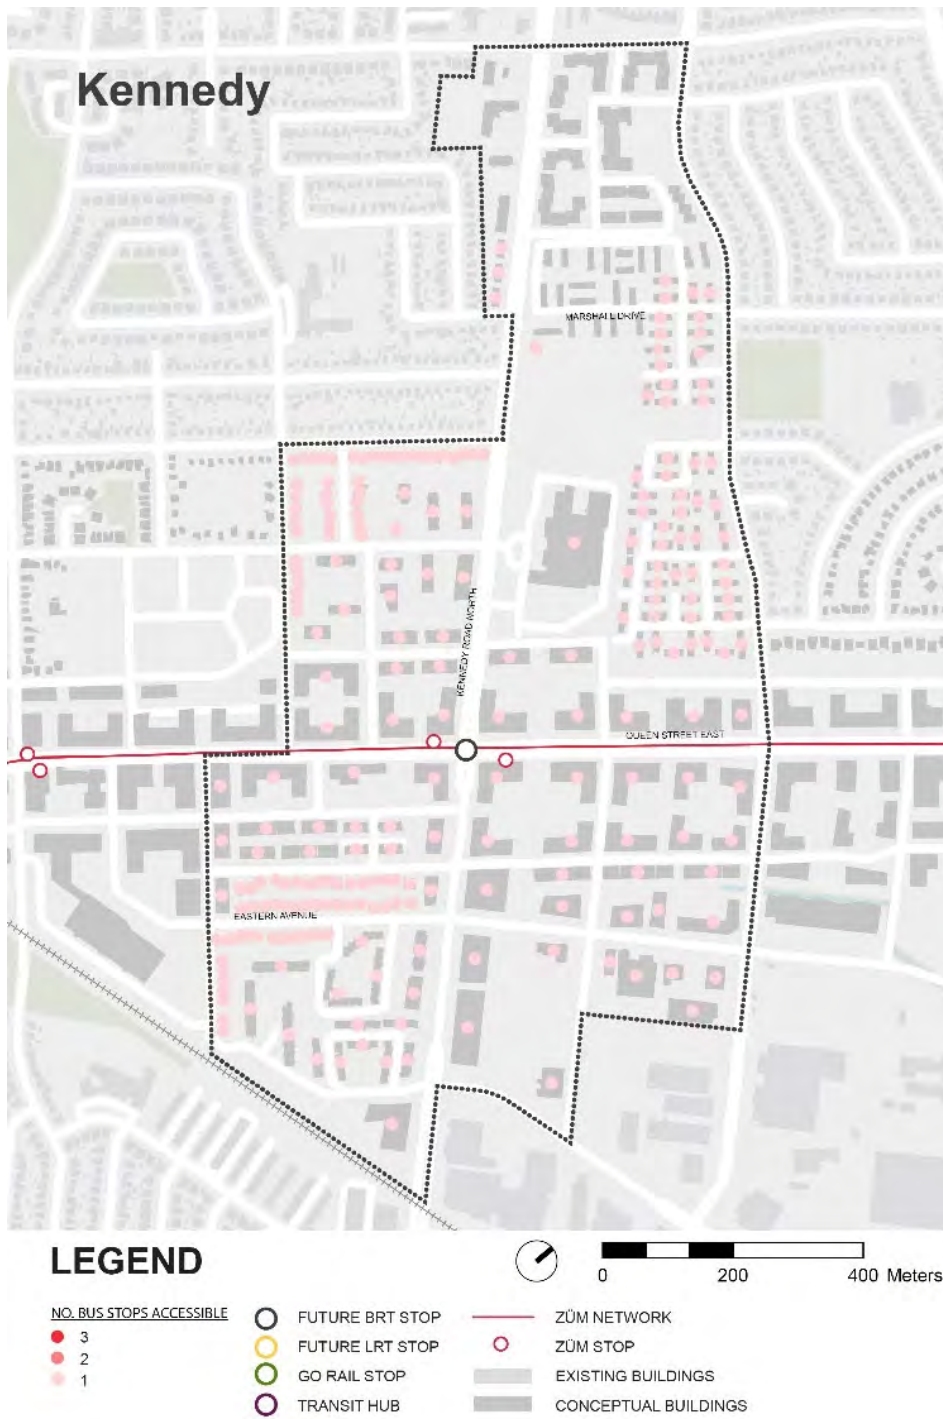 Kennedy
MARSHALL DRIVE
KENNEDY ROAD NORTH
QUEEN STREET EAST
EASTERN AVENUE
LEGEND
0 200 400 Meters
NO. BUS STOPS ACCESSIBLE
3
2
1
FUTURE BRT STOP
FUTURE LRT STOP
GO RAIL STOP
TRANSIT HUB
ZÜM NETWORK
ZÜM STOP
EXISTING BUILDINGS
CONCEPTUAL BUILDINGS